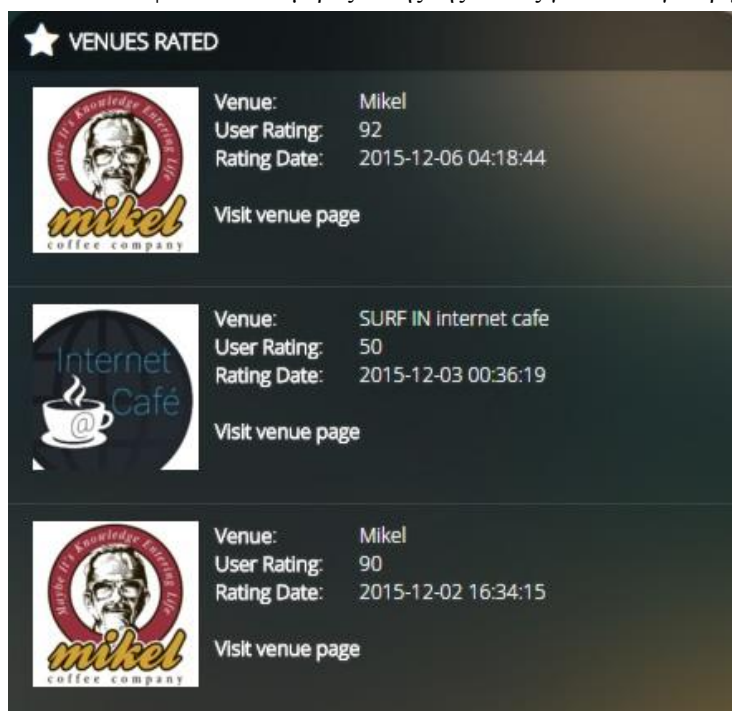 VENUES RATED
Maybe It's Knowledge Entering Life
mikel
coffee company
Venue: Mikel
User Rating: 92
Rating Date: 2015-12-06 04:18:44
Visit venue page
Internet
@ Café
Venue: SURF IN internet cafe
User Rating: 50
Rating Date: 2015-12-03 00:36:19
Visit venue page
Maybe It's Knowledge Entering Life
mikel
coffee company
Venue: Mikel
User Rating: 90
Rating Date: 2015-12-02 16:34:15
Visit venue page